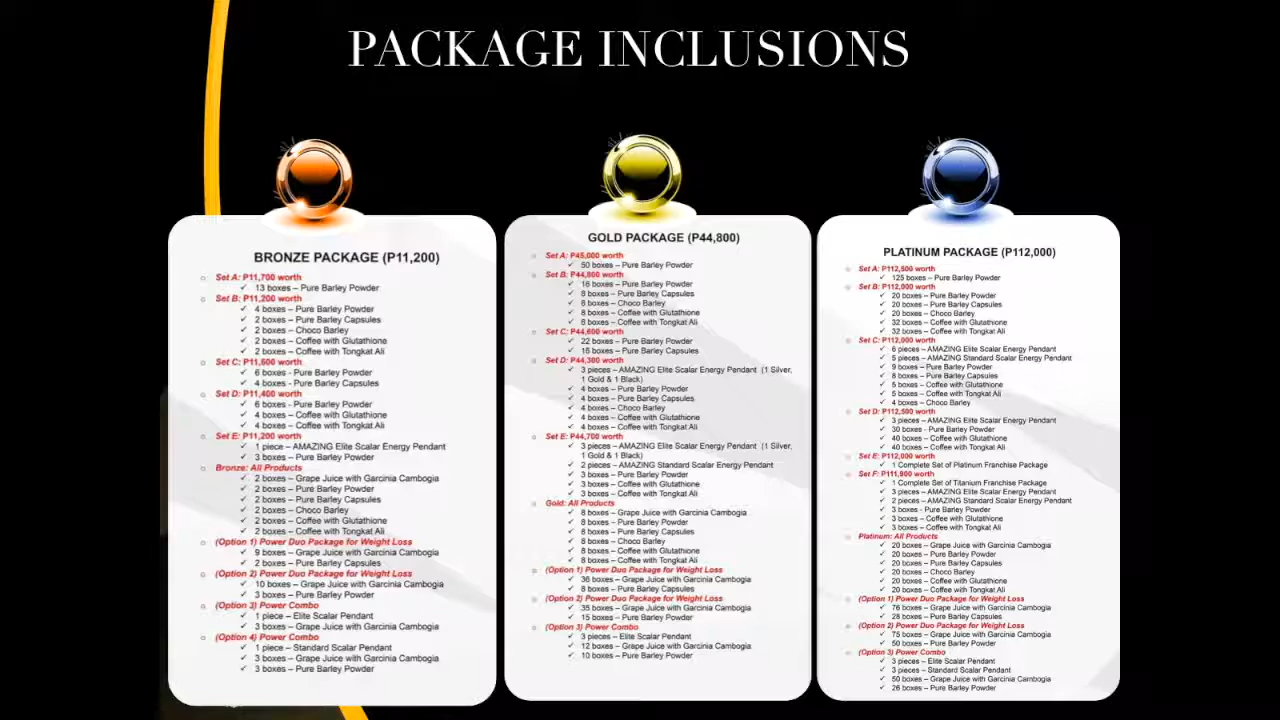 PACKAGE INCLUSIONS
BRONZE PACKAGE (P11,200)
Set A: P11,700 worth
✓ 13 boxes – Pure Barley Powder
Set B: P11,200 worth
✓ 4 boxes – Pure Barley Powder
✓ 2 boxes – Pure Barley Capsules
✓ 2 boxes – Choco Barley
✓ 2 boxes – Coffee with Glutathione
✓ 2 boxes – Coffee with Tongkat Ali
Set C: P11,600 worth
✓ 6 boxes - Pure Barley Powder
✓ 4 boxes – Pure Barley Capsules
Set D: P11,400 worth
✓ 6 boxes - Pure Barley Powder
✓ 4 boxes – Coffee with Glutathione
✓ 4 boxes – Coffee with Tongkat Ali
Set E: P11,200 worth
✓ 1 piece – AMAZING Elite Scalar Energy Pendant
✓ 3 boxes – Pure Barley Powder
Bronze: All Products
✓ 2 boxes – Grape Juice with Garcinia Cambogia
✓ 2 boxes – Pure Barley Powder
✓ 2 boxes – Pure Barley Capsules
✓ 2 boxes – Choco Barley
✓ 2 boxes – Coffee with Glutathione
✓ 2 boxes – Coffee with Tongkat Ali
(Option 1) Power Duo Package for Weight Loss
✓ 9 boxes – Grape Juice with Garcinia Cambogia
✓ 2 boxes – Pure Barley Capsules
(Option 2) Power Duo Package for Weight Loss
✓ 10 boxes – Grape Juice with Garcinia Cambogia
✓ 3 boxes – Pure Barley Powder
(Option 3) Power Combo
✓ 1 piece – Elite Scalar Pendant
✓ 3 boxes – Grape Juice with Garcinia Cambogia
(Option 4) Power Combo
✓ 1 piece – Standard Scalar Pendant
✓ 3 boxes – Grape Juice with Garcinia Cambogia
✓ 3 boxes – Pure Barley Powder
GOLD PACKAGE (P44,800)
Set A: P45,000 worth
✓ 50 boxes – Pure Barley Powder
Set B: P44,800 worth
✓ 16 boxes – Pure Barley Powder
✓ 8 boxes – Pure Barley Capsules
✓ 8 boxes – Choco Barley
✓ 8 boxes – Coffee with Glutathione
✓ 8 boxes – Coffee with Tongkat Ali
Set C: P44,600 worth
✓ 22 boxes – Pure Barley Powder
✓ 16 boxes – Pure Barley Capsules
Set D: P44,300 worth
✓ 3 pieces – AMAZING Elite Scalar Energy Pendant (1 Silver,
1 Gold & 1 Black)
✓ 4 boxes – Pure Barley Powder
✓ 4 boxes – Pure Barley Capsules
✓ 4 boxes – Choco Barley
✓ 4 boxes – Coffee with Glutathione
✓ 4 boxes – Coffee with Tongkat Ali
Set E: P44,700 worth
✓ 3 pieces – AMAZING Elite Scalar Energy Pendant (1 Silver,
1 Gold & 1 Black)
✓ 2 pieces – AMAZING Standard Scalar Energy Pendant
✓ 3 boxes – Pure Barley Powder
✓ 3 boxes – Coffee with Glutathione
✓ 3 boxes – Coffee with Tongkat Ali
Gold: All Products
✓ 8 boxes – Grape Juice with Garcinia Cambogia
✓ 8 boxes – Pure Barley Powder
✓ 8 boxes – Pure Barley Capsules
✓ 8 boxes – Choco Barley
✓ 8 boxes – Coffee with Glutathione
✓ 8 boxes – Coffee with Tongkat Ali
(Option 1) Power Duo Package for Weight Loss
✓ 36 boxes – Grape Juice with Garcinia Cambogia
✓ 8 boxes – Pure Barley Capsules
(Option 2) Power Duo Package for Weight Loss
✓ 35 boxes – Grape Juice with Garcinia Cambogia
✓ 15 boxes – Pure Barley Powder
(Option 3) Power Combo
✓ 3 pieces – Elite Scalar Pendant
✓ 12 boxes – Grape Juice with Garcinia Cambogia
✓ 10 boxes – Pure Barley Powder
PLATINUM PACKAGE (P112,000)
Set A: P112,500 worth
✓ 125 boxes – Pure Barley Powder
Set B: P112,000 worth
✓ 20 boxes – Pure Barley Powder
✓ 20 boxes – Pure Barley Capsules
✓ 20 boxes – Choco Barley
✓ 32 boxes – Coffee with Glutathione
✓ 32 boxes – Coffee with Tongkat Ali
Set C: P112,000 worth
✓ 6 pieces – AMAZING Elite Scalar Energy Pendant
✓ 5 pieces – AMAZING Standard Scalar Energy Pendant
✓ 9 boxes – Pure Barley Powder
✓ 8 boxes – Pure Barley Capsules
✓ 5 boxes – Coffee with Glutathione
✓ 5 boxes – Coffee with Tongkat Ali
✓ 4 boxes – Choco Barley
Set D: P112,500 worth
✓ 3 pieces – AMAZING Elite Scalar Energy Pendant
✓ 30 boxes - Pure Barley Powder
✓ 40 boxes – Coffee with Glutathione
✓ 40 boxes – Coffee with Tongkat Ali
Set E: P112,000 worth
✓ 1 Complete Set of Platinum Franchise Package
Set F: P111,900 worth
✓ 1 Complete Set of Titanium Franchise Package
✓ 3 pieces – AMAZING Elite Scalar Energy Pendant
✓ 2 pieces – AMAZING Standard Scalar Energy Pendant
✓ 3 boxes - Pure Barley Powder
✓ 3 boxes – Coffee with Glutathione
✓ 3 boxes – Coffee with Tongkat Ali
Platinum: All Products
✓ 20 boxes – Grape Juice with Garcinia Cambogia
✓ 20 boxes – Pure Barley Powder
✓ 20 boxes – Pure Barley Capsules
✓ 20 boxes – Choco Barley
✓ 20 boxes – Coffee with Glutathione
✓ 20 boxes – Coffee with Tongkat Ali
(Option 1) Power Duo Package for Weight Loss
✓ 76 boxes – Grape Juice with Garcinia Cambogia
✓ 28 boxes – Pure Barley Capsules
(Option 2) Power Duo Package for Weight Loss
✓ 75 boxes – Grape Juice with Garcinia Cambogia
✓ 50 boxes – Pure Barley Powder
(Option 3) Power Combo
✓ 3 pieces – Elite Scalar Pendant
✓ 3 pieces – Standard Scalar Pendant
✓ 50 boxes – Grape Juice with Garcinia Cambogia
✓ 26 boxes – Pure Barley Powder